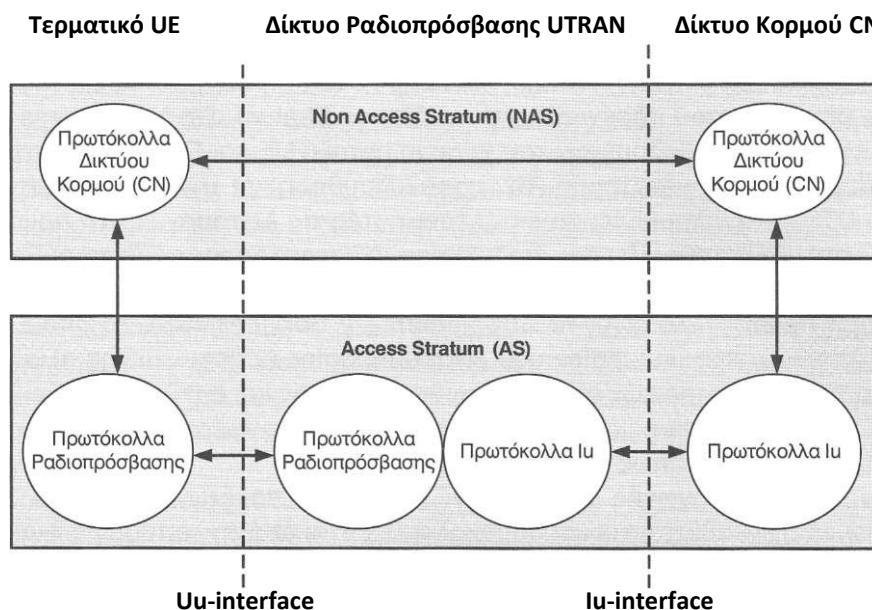 Τερματικό UE
Δίκτυο Ραδιοπρόσβασης UTRAN
Δίκτυο Κορμού CN
Non Access Stratum (NAS)
Πρωτόκολλα
Δικτύου
Κορμού (CN)
Πρωτόκολλα
Δικτύου
Κορμού (CN)
Access Stratum (AS)
Πρωτόκολλα
Ραδιοπρόσβασης
Πρωτόκολλα
Ραδιοπρόσβασης
Πρωτόκολλα Iu
Πρωτόκολλα Iu
Uu-interface
Iu-interface